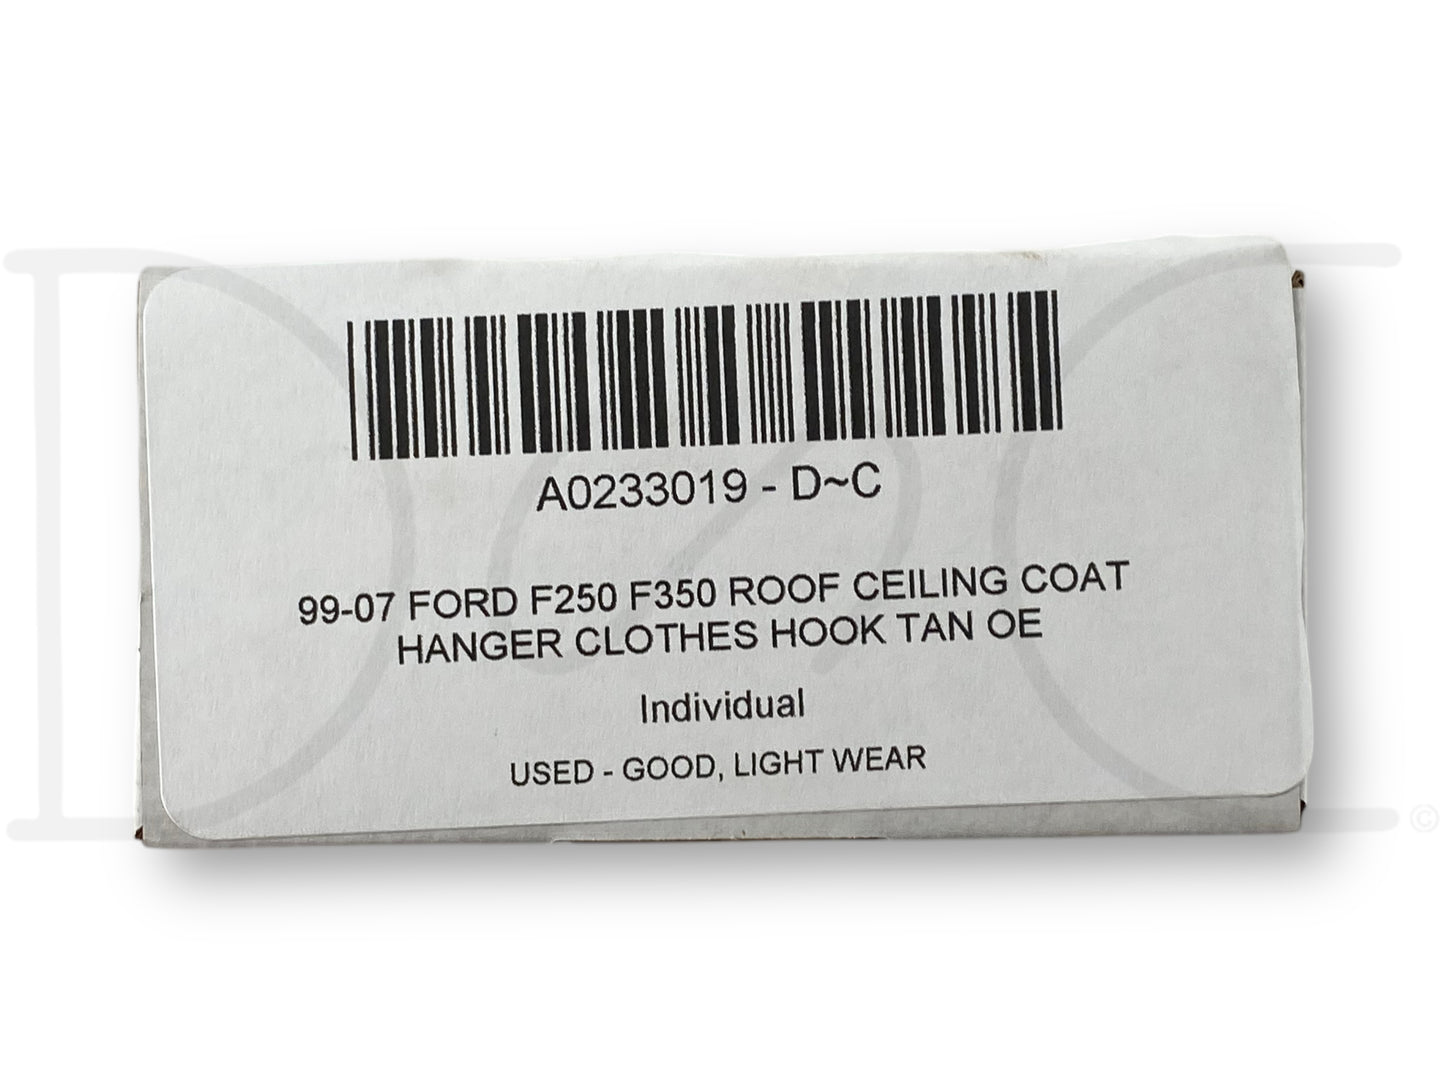 A0233019 - D~C
99-07 FORD F250 F350 ROOF CEILING COAT
HANGER CLOTHES HOOK TAN OE
Individual
USED - GOOD, LIGHT WEAR
©